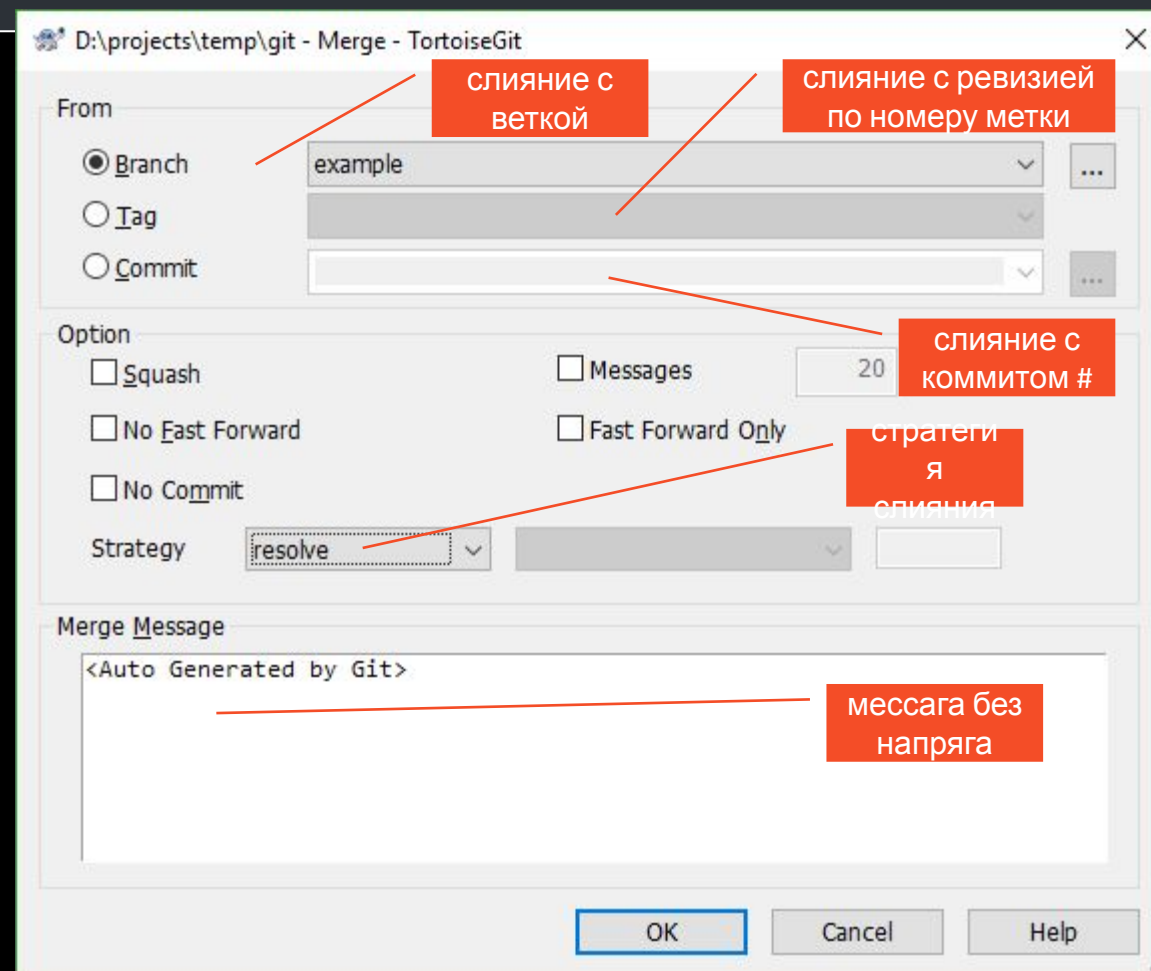 D:\projects\temp\git - Merge - TortoiseGit
слияние с
веткой
слияние с ревизией
по номеру метки
From
Branch
example
...
Tag
Commit
...
слияние с
коммитом #
Option
Squash
Messages
20
No Fast Forward
Fast Forward Only
стратеги
я
слияния
No Commit
Strategy
resolve
Merge Message
<Auto Generated by Git>
мессага без
напряга
OK
Cancel
Help